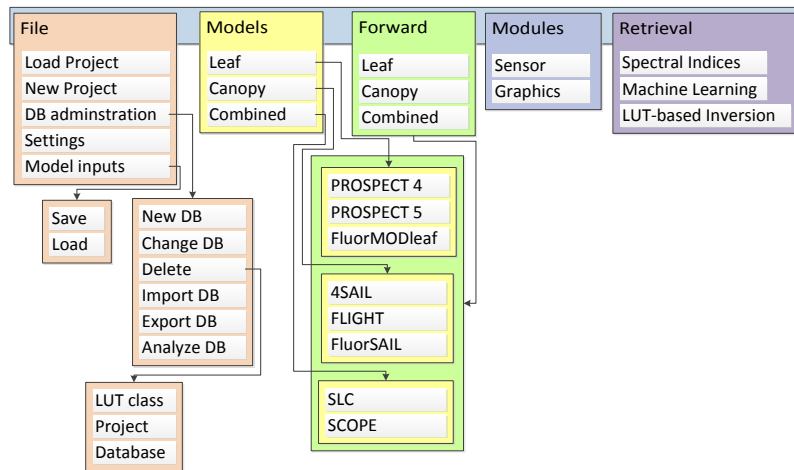 File
Load Project
New Project
DB adminstration
Settings
Model inputs
Save
Load
New DB
Change DB
Delete
Import DB
Export DB
Analyze DB
LUT class
Project
Database
Models
Leaf
Canopy
Combined
Forward
Leaf
Canopy
Combined
PROSPECT 4
PROSPECT 5
FluorMODleaf
4SAIL
FLIGHT
FluorSAIL
SLC
SCOPE
Modules
Sensor
Graphics
Retrieval
Spectral Indices
Machine Learning
LUT-based Inversion